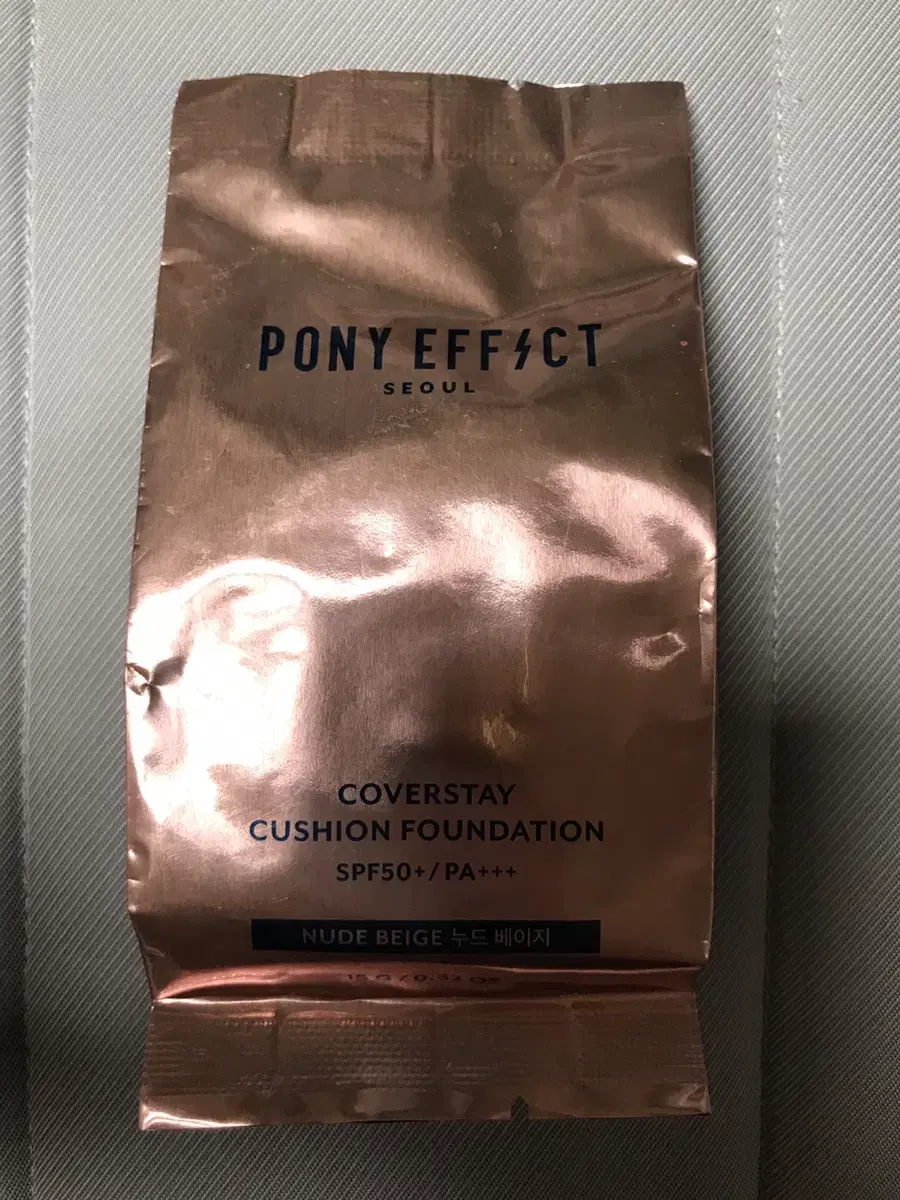 PONY EFFECT
SEOUL
COVERSTAY
CUSHION FOUNDATION
SPF50+/PA+++
NUDE BEIGE 누드 베이지